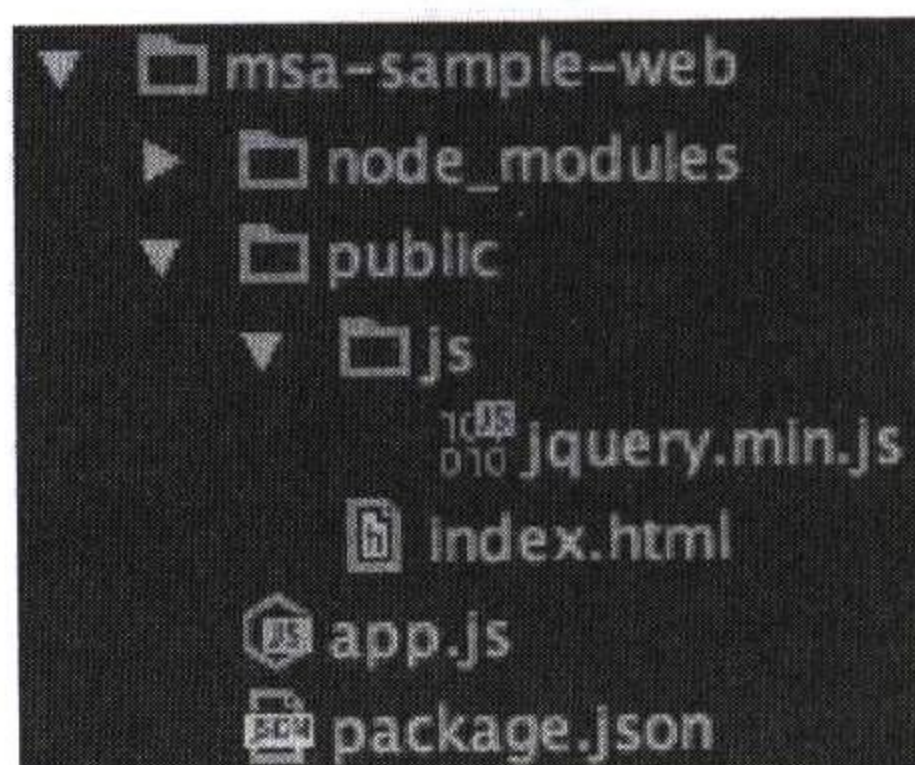 msa-sample-web
node_modules
public
js
jquery.min.js
index.html
app.js
package.json